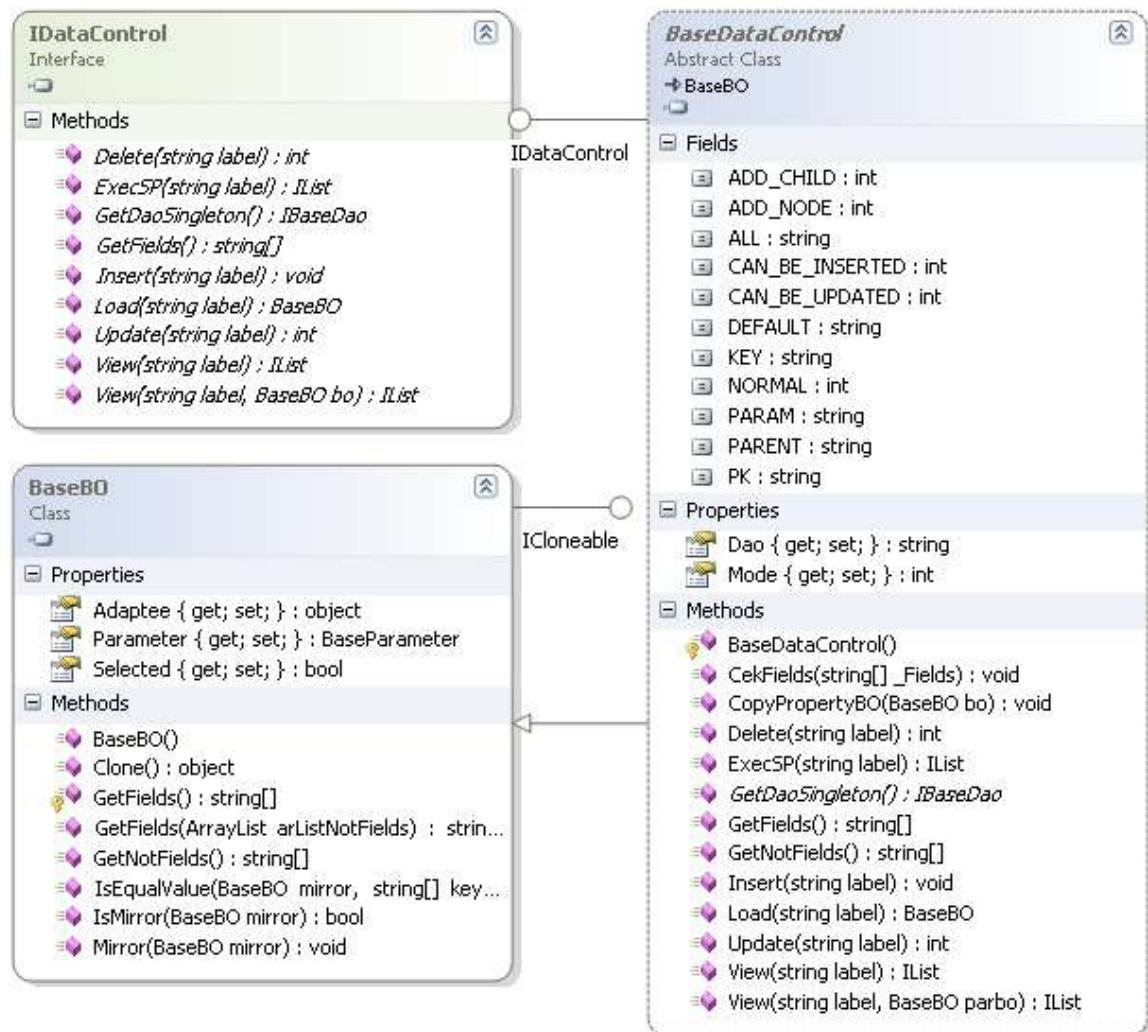 IDataControl
Interface
Methods
Delete(string label) : int
ExecSP(string label) : IList
GetDaoSingleton() : IBaseDao
GetFields() : string[]
Insert(string label) : void
Load(string label) : BaseBO
Update(string label) : int
View(string label) : IList
View(string label, BaseBO bo) : IList
IDataControl
BaseBO
Class
Properties
Adaptee { get; set; } : object
Parameter { get; set; } : BaseParameter
Selected { get; set; } : bool
Methods
BaseBO()
Clone() : object
GetFields() : string[]
GetFields(ArrayList arListNotFields) : strin...
GetNotFields() : string[]
IsEqualValue(BaseBO mirror, string[] key...
IsMirror(BaseBO mirror) : bool
Mirror(BaseBO mirror) : void
ICloneable
BaseDataControl
Abstract Class
BaseBO
Fields
ADD_CHILD : int
ADD_NODE : int
ALL : string
CAN_BE_INSERTED : int
CAN_BE_UPDATED : int
DEFAULT : string
KEY : string
NORMAL : int
PARAM : string
PARENT : string
PK : string
Properties
Dao { get; set; } : string
Mode { get; set; } : int
Methods
BaseDataControl()
CekFields(string[] _Fields) : void
CopyPropertyBO(BaseBO bo) : void
Delete(string label) : int
ExecSP(string label) : IList
GetDaoSingleton() : IBaseDao
GetFields() : string[]
GetNotFields() : string[]
Insert(string label) : void
Load(string label) : BaseBO
Update(string label) : int
View(string label) : IList
View(string label, BaseBO parbo) : IList